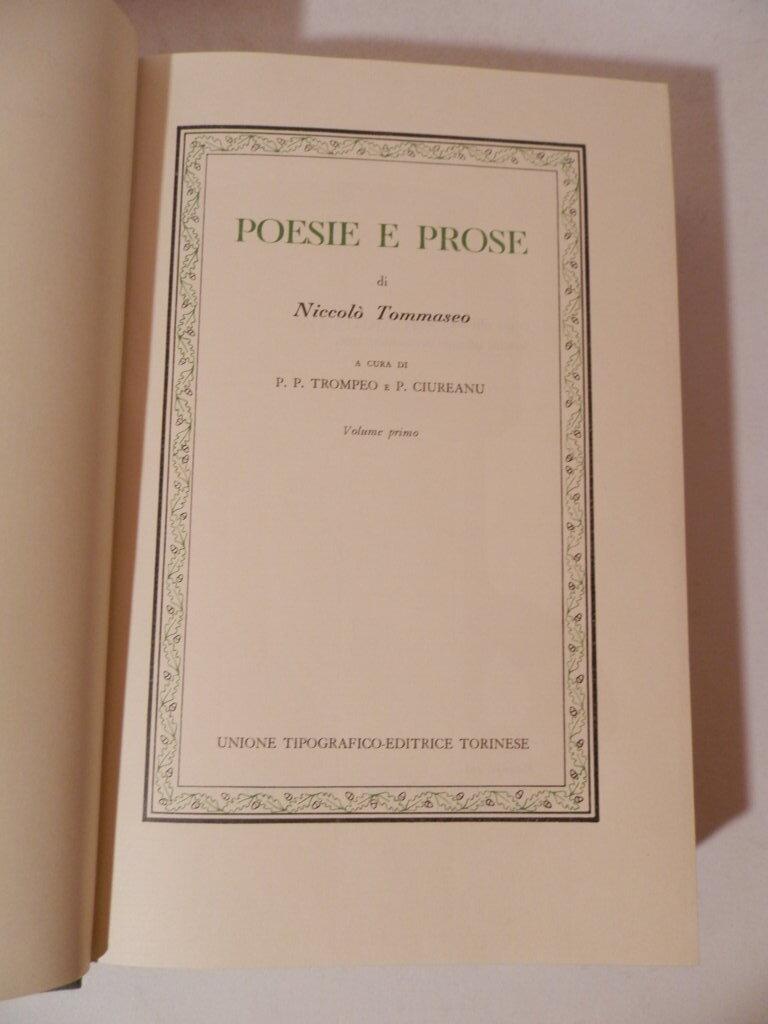 POESIE E PROSE
di
Niccolò Tommaseo
A CURA DI
P. P. TROMPEO E P. CIUREANU
Volume primo
UNIONE TIPOGRAFICO-EDITRICE TORINESE